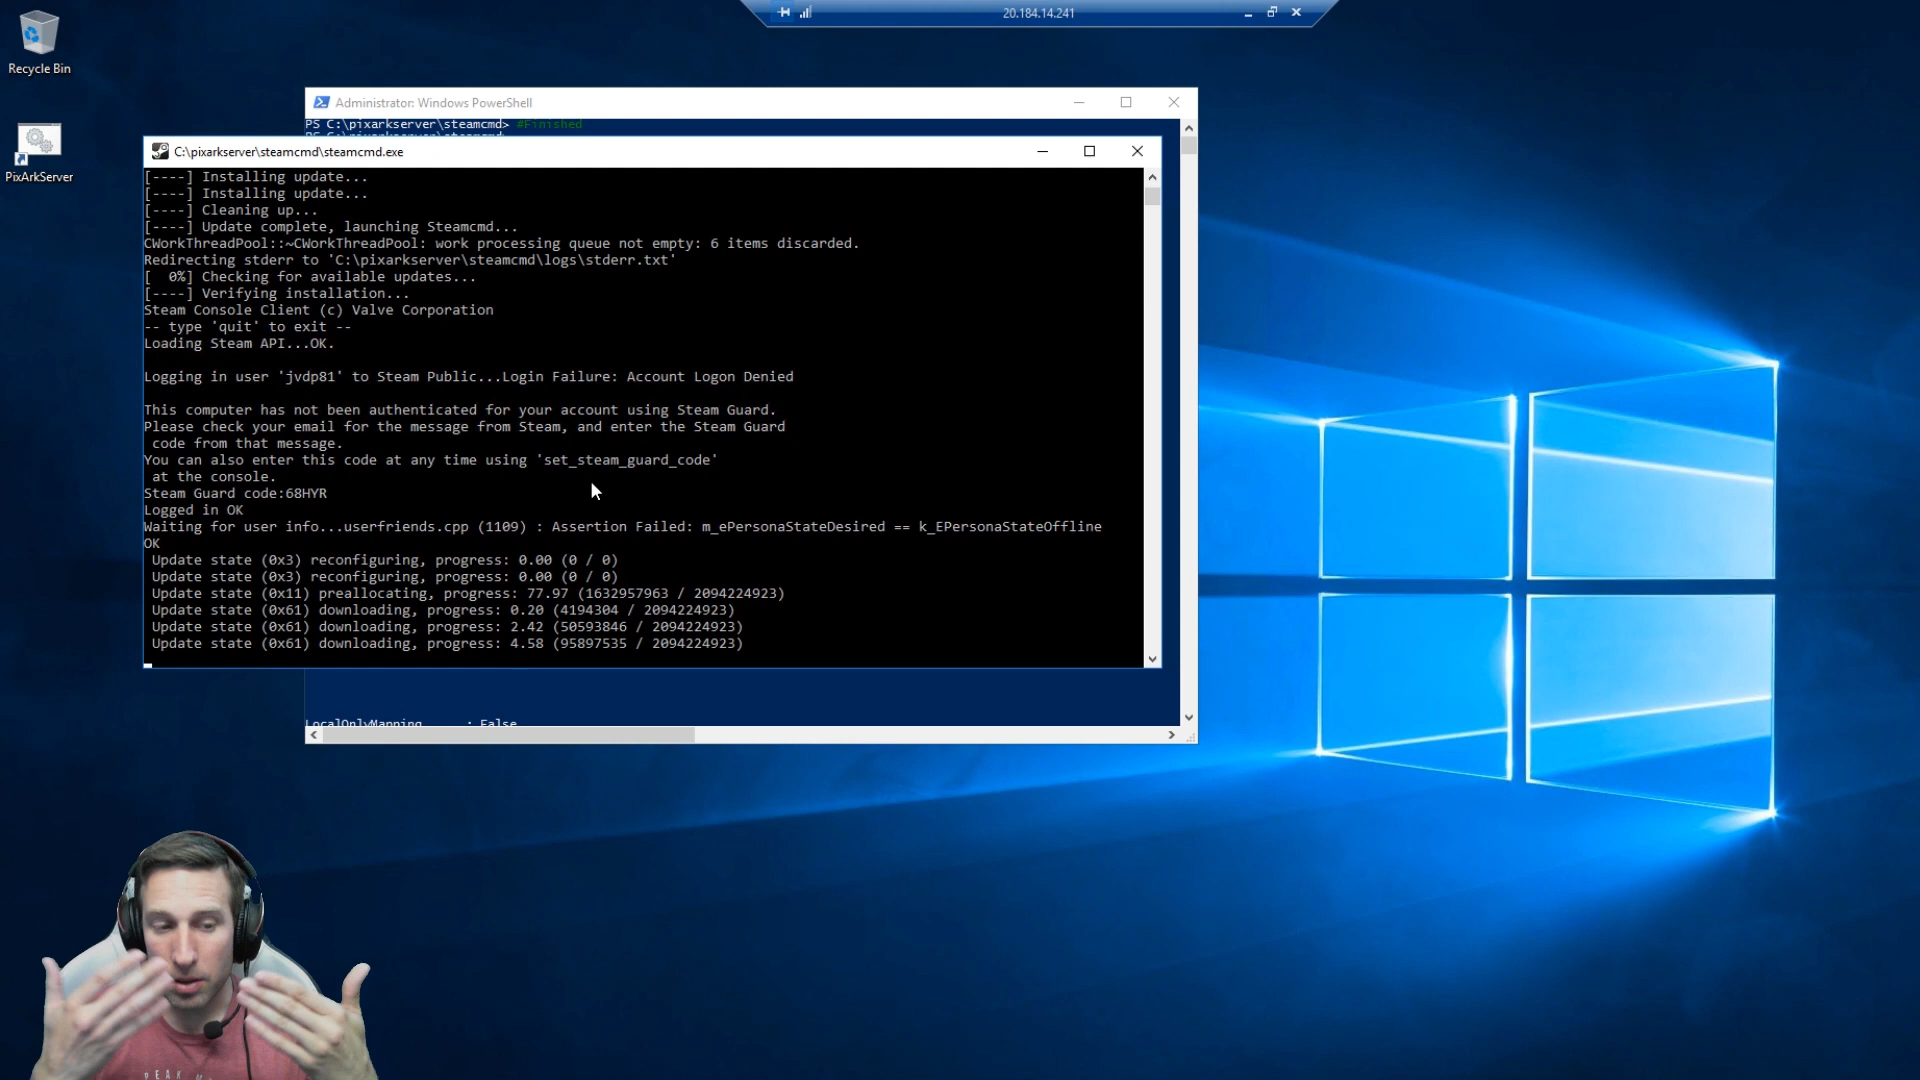 20.184.14.241
Recycle Bin
PixArkServer
Administrator: Windows PowerShell
PS C:\pixarkserver\steamcmd> #Finished
PS C:\pixarkserver\steamcmd>
C:\pixarkserver\steamcmd\steamcmd.exe
[----] Installing update...
[----] Installing update...
[----] Cleaning up...
[----] Update complete, launching Steamcmd...
CWorkThreadPool::~CWorkThreadPool: work processing queue not empty: 6 items discarded.
Redirecting stderr to 'C:\pixarkserver\steamcmd\logs\stderr.txt'
[  0%] Checking for available updates...
[----] Verifying installation...
Steam Console Client (c) Valve Corporation
-- type 'quit' to exit --
Loading Steam API...OK.
Logging in user 'jvdp81' to Steam Public...Login Failure: Account Logon Denied
This computer has not been authenticated for your account using Steam Guard.
Please check your email for the message from Steam, and enter the Steam Guard
code from that message.
You can also enter this code at any time using 'set_steam_guard_code'
at the console.
Steam Guard code:68HYR
Logged in OK
Waiting for user info...userfriends.cpp (1109) : Assertion Failed: m_ePersonaStateDesired == k_EPersonaStateOffline
OK
Update state (0x3) reconfiguring, progress: 0.00 (0 / 0)
Update state (0x3) reconfiguring, progress: 0.00 (0 / 0)
Update state (0x11) preallocating, progress: 77.97 (1632957963 / 2094224923)
Update state (0x61) downloading, progress: 0.20 (4194304 / 2094224923)
Update state (0x61) downloading, progress: 2.42 (50593846 / 2094224923)
Update state (0x61) downloading, progress: 4.58 (95897535 / 2094224923)
LocalOnlyMapping : False
PEAK